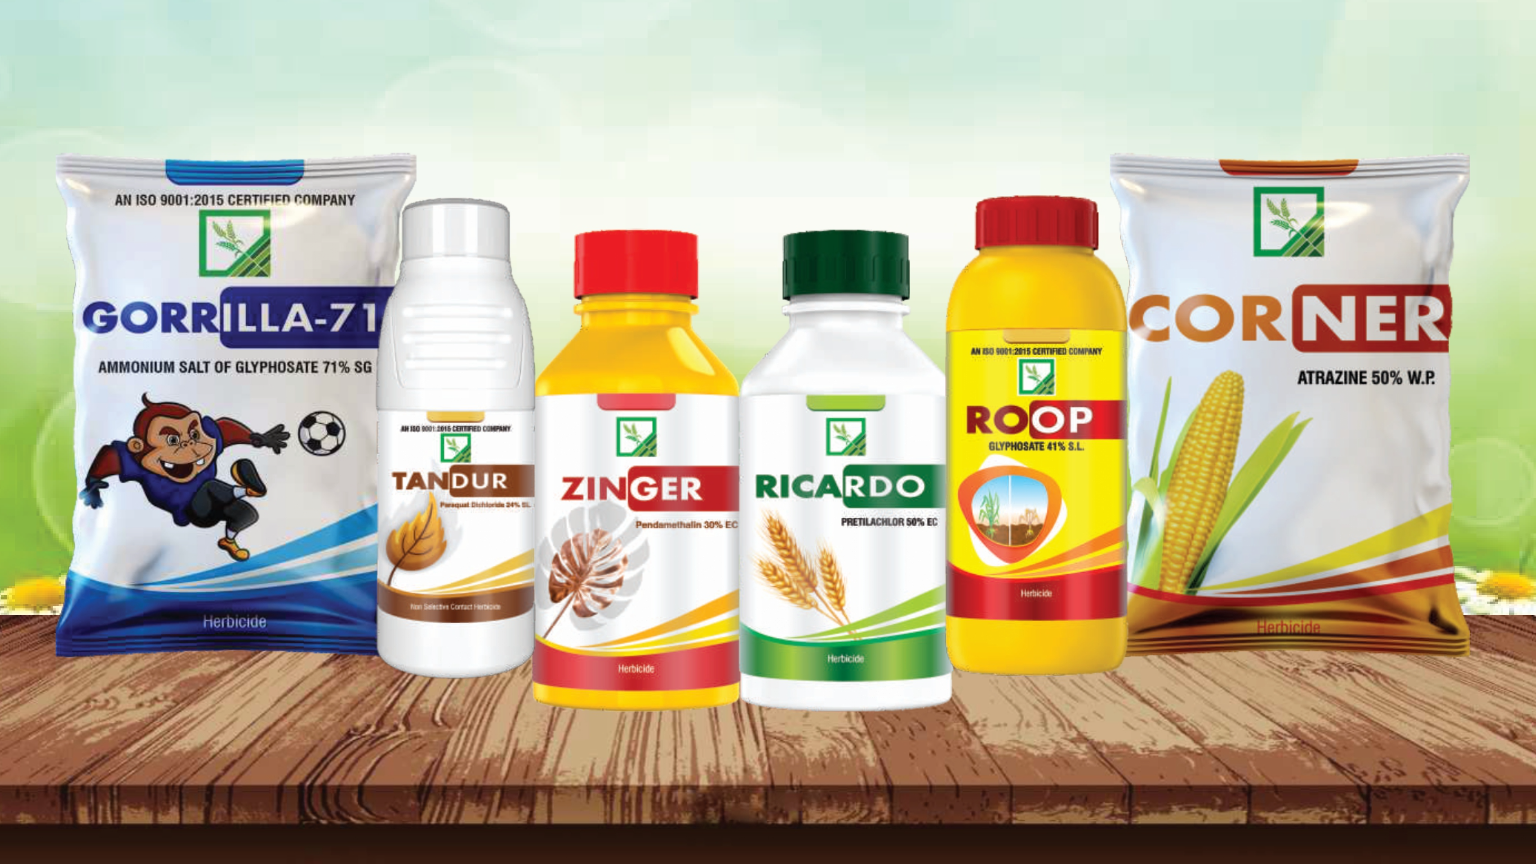 AN ISO 9001:2015 CERTIFIED COMPANY
GORRILLA-71
AMMONIUM SALT OF GLYPHOSATE 71% SG
Herbicide
AN ISO 9001:2015 CERTIFIED COMPANY
TANDUR
Paraquat Dichloride 24% SL
Non Selective Contact Herbicide
ZINGER
Pendamethalin 30% EC
Herbicide
RICARDO
PRETILACHLOR 50% EC
Herbicide
AN ISO 9001:2015 CERTIFIED COMPANY
ROOP
GLYPHOSATE 41% S.L.
Herbicide
CORNER
ATRAZINE 50% W.P.
Herbicide